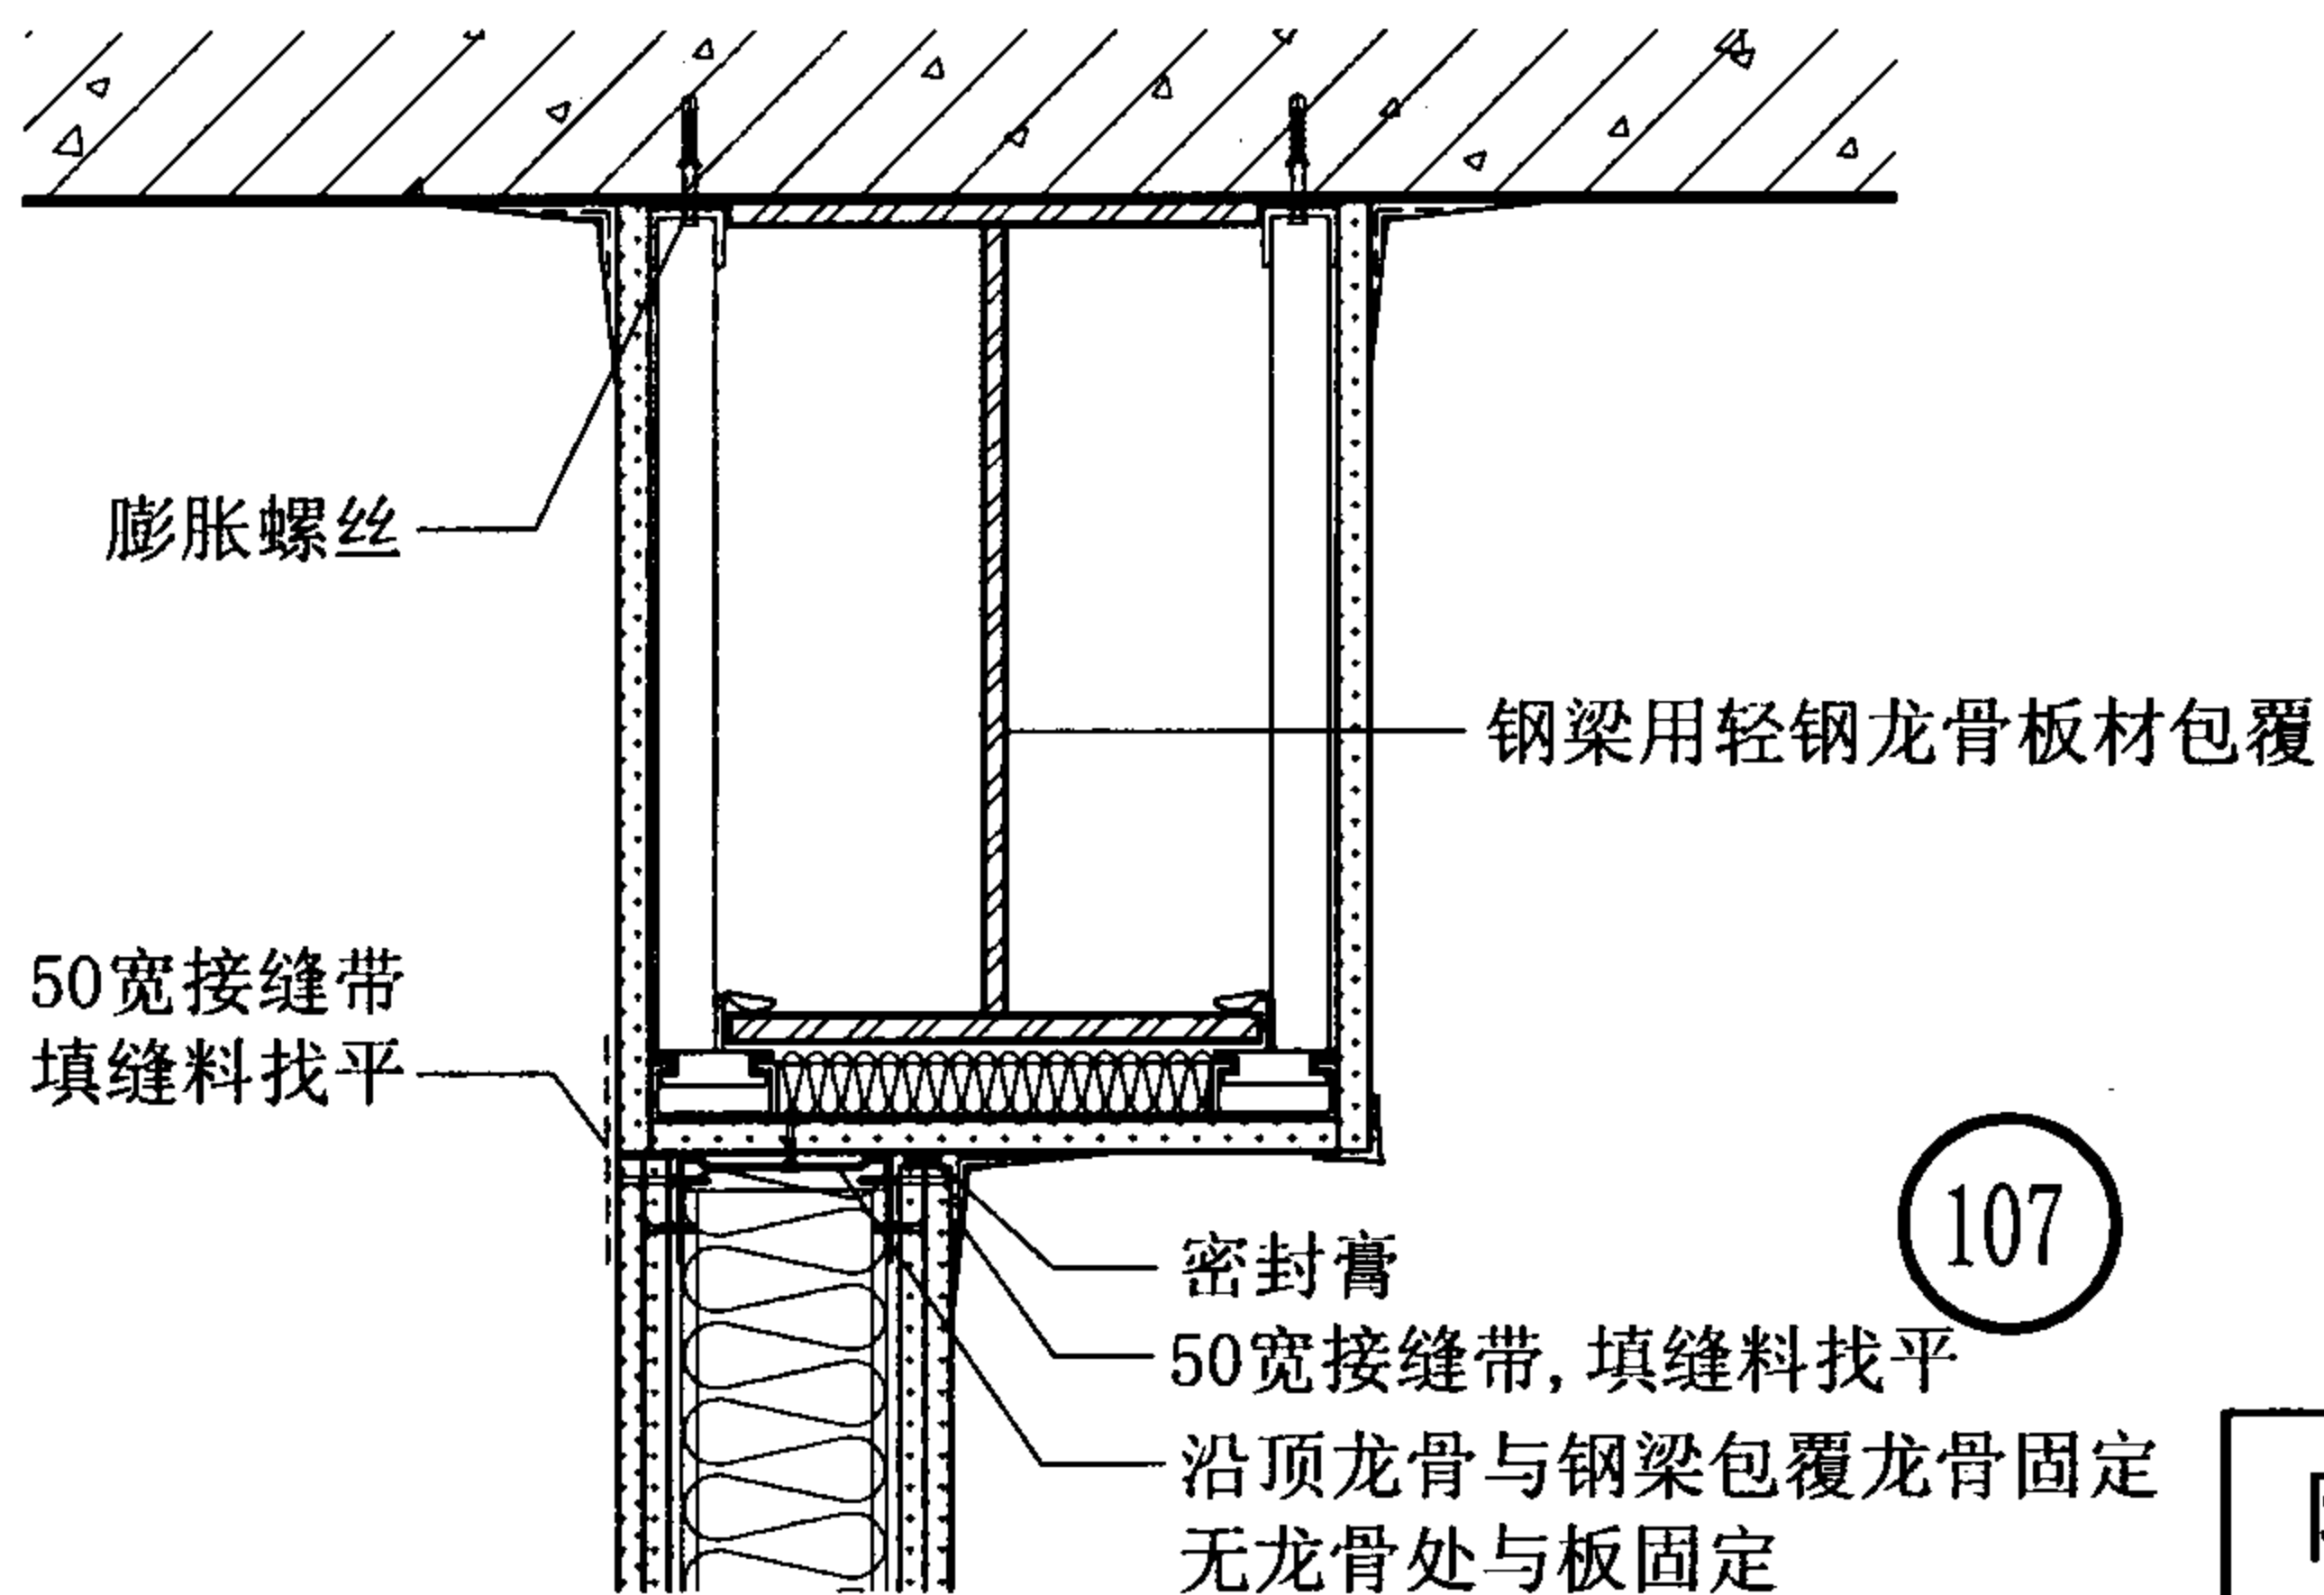 膨胀螺丝
钢梁用轻钢龙骨板材包覆
50宽接缝带
填缝料找平
107
密封膏
50宽接缝带,填缝料找平
沿顶龙骨与钢梁包覆龙骨固定
无龙骨处与板固定